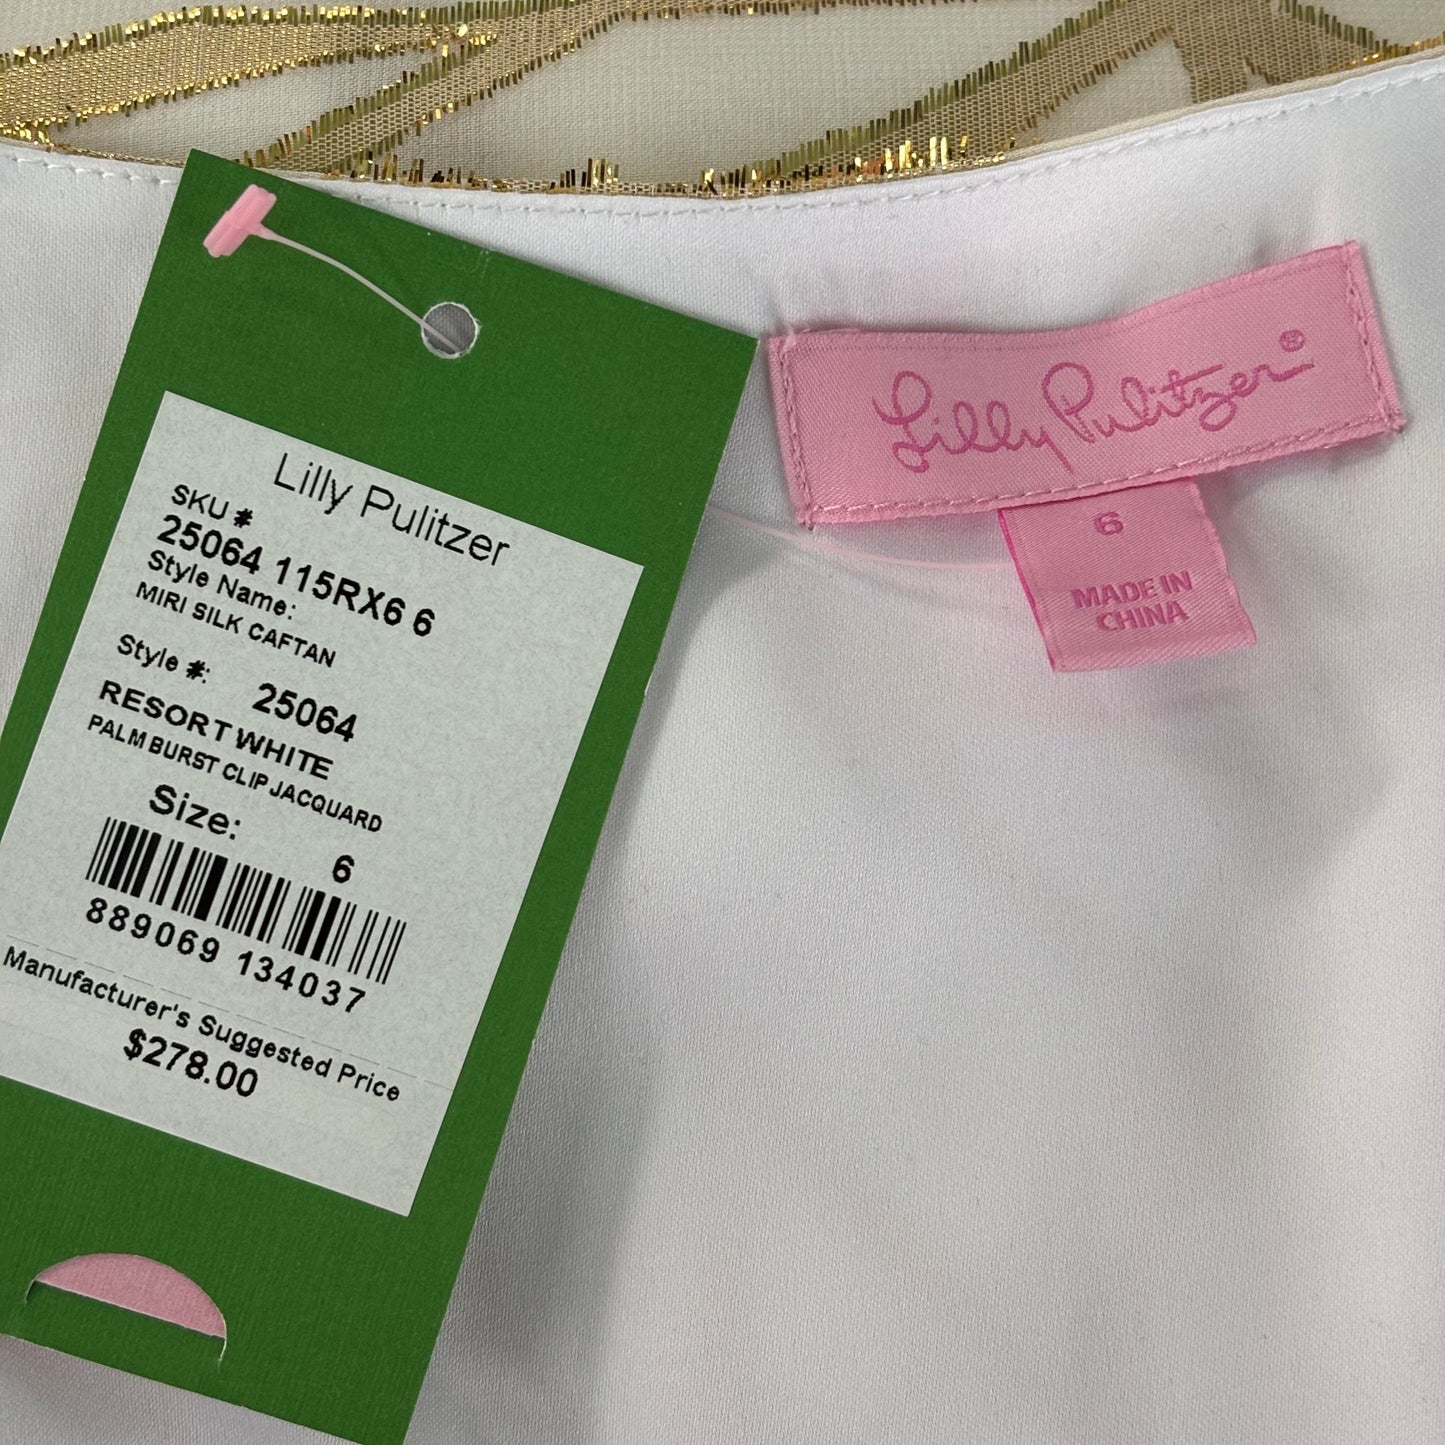 Lilly Pulitzer
SKU #
25064 115RX6 6
Style Name:
MIRI SILK CAFTAN
Style #: 25064
RESORT WHITE
PALM BURST CLIP JACQUARD
Size:
6
889069 134037
Manufacturer's Suggested Price
$278.00
Lilly Pulitzer®
6
MADE IN
CHINA